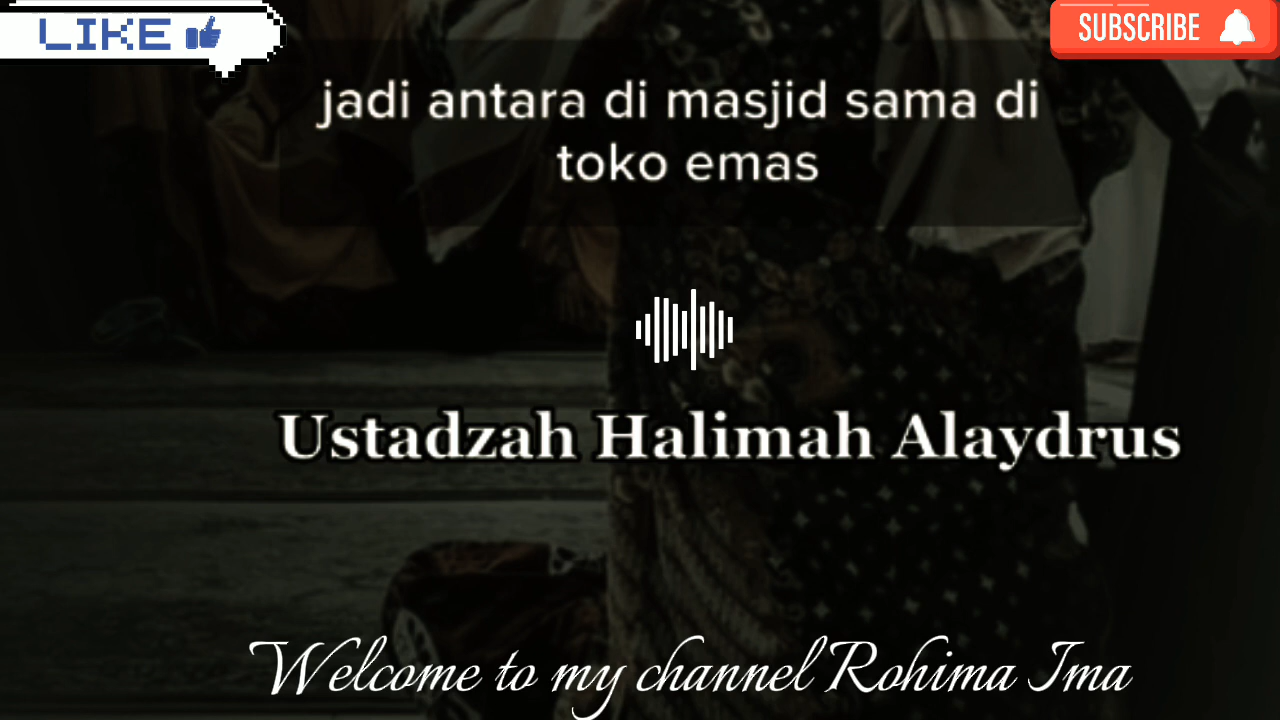 LIKE
SUBSCRIBE
jadi antara di masjid sama di
toko emas
Ustadzah Halimah Alaydrus
Welcome to my channel Rohima Ima